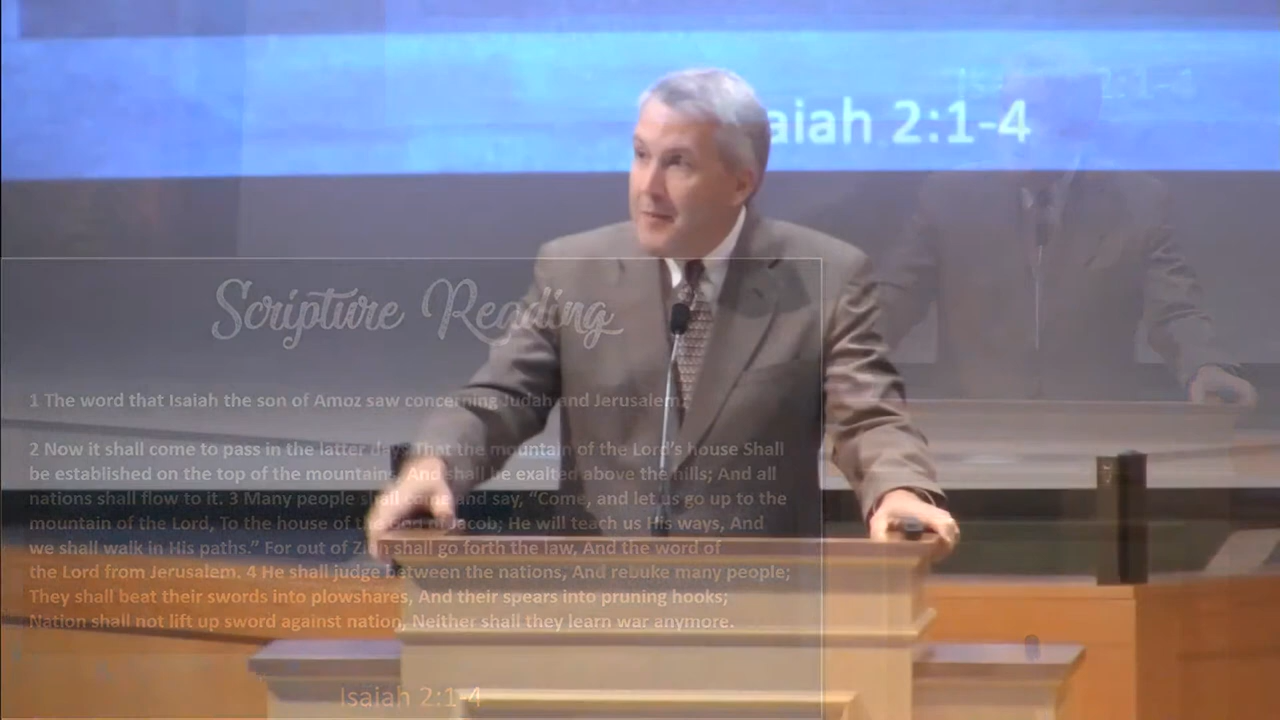 aiah 2:1-4
Scripture Reading
1 The word that Isaiah the son of Amoz saw concerning Judah and Jerusalem;
2 Now it shall come to pass in the latter days That the mountain of the Lord's house Shall
be established on the top of the mountains, And shall be exalted above the hills; And all
nations shall flow to it. 3 Many people shall come and say, "Come, and let us go up to the
mountain of the Lord, To the house of the God of Jacob; He will teach us His ways, And
we shall walk in His paths." For out of Zion shall go forth the law, And the word of
the Lord from Jerusalem. 4 He shall judge between the nations, And rebuke many people;
They shall beat their swords into plowshares, And their spears into pruning hooks;
Nation shall not lift up sword against nation, Neither shall they learn war anymore.
Isaiah 2:1-4